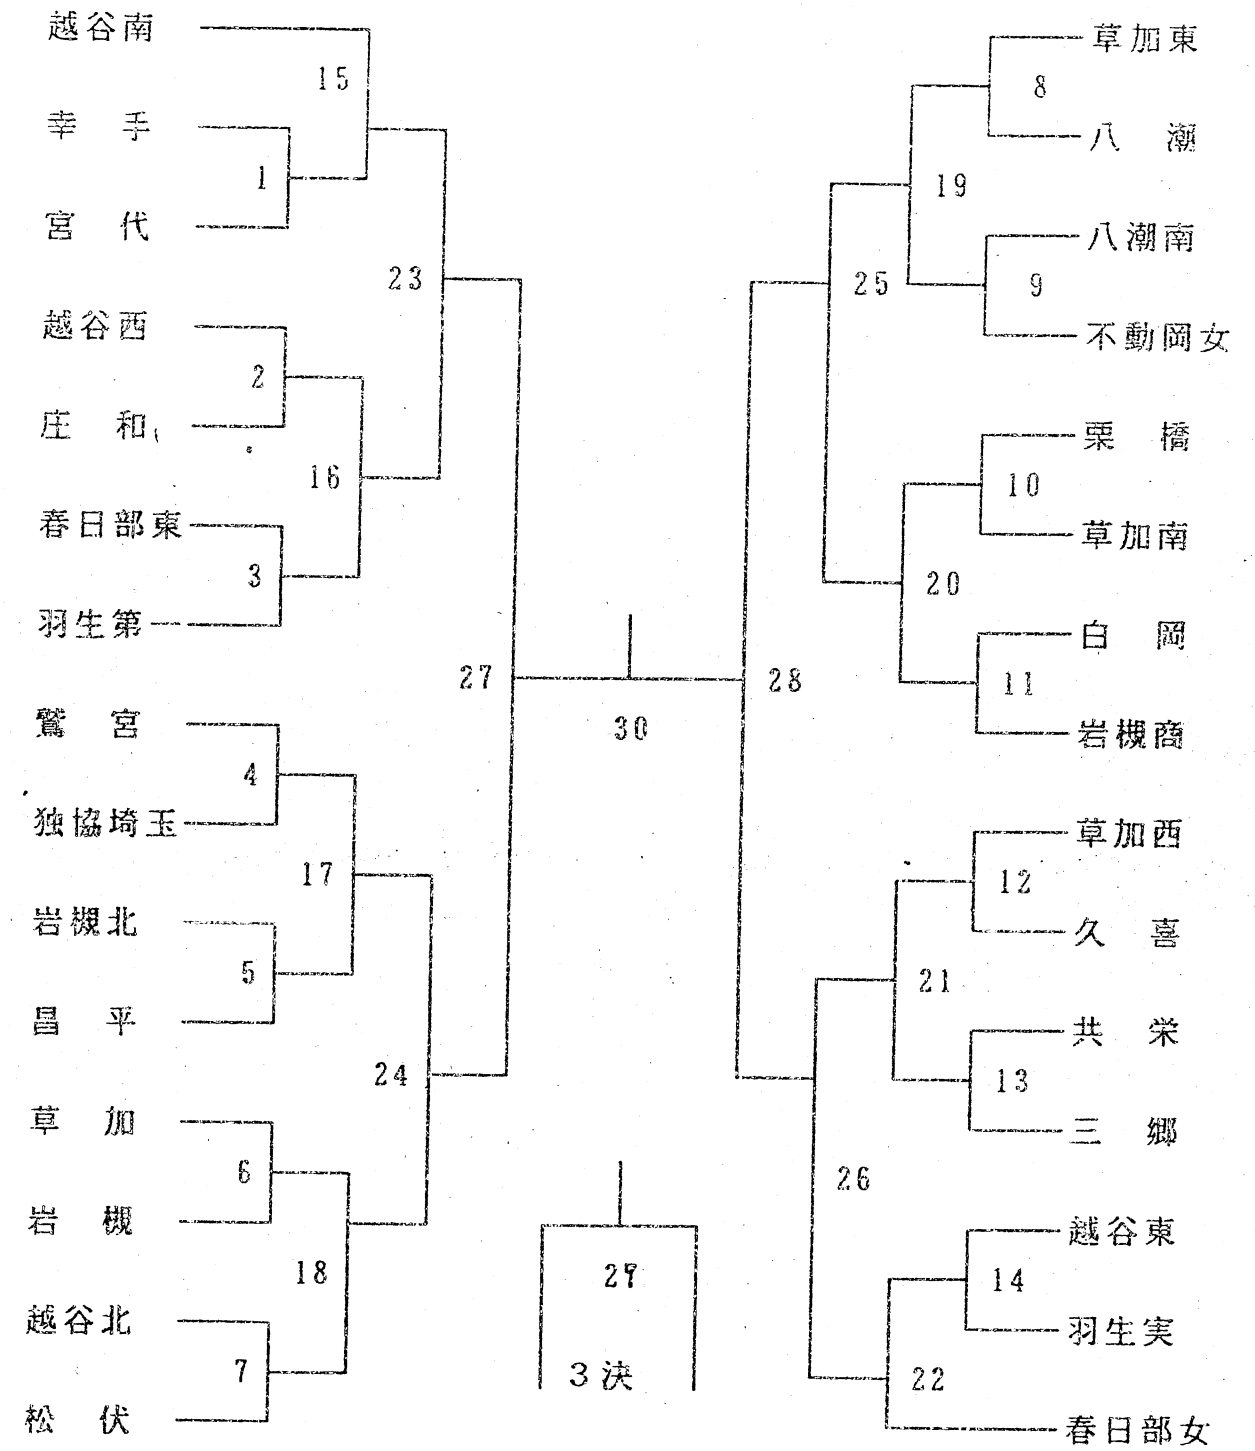 越谷南
15
幸手
1
宮代
23
越谷西
2
庄和
16
春日部東
3
羽生第一
27
鷲宮
4
独協埼玉
17
岩槻北
5
昌平
24
草加
6
岩槻
18
越谷北
7
松伏
30
3決
草加東
8
八潮
19
八潮南
9
不動岡女
25
栗橋
10
草加南
20
白岡
11
岩槻商
28
草加西
12
久喜
21
共栄
13
三郷
26
越谷東
14
羽生実
22
春日部女